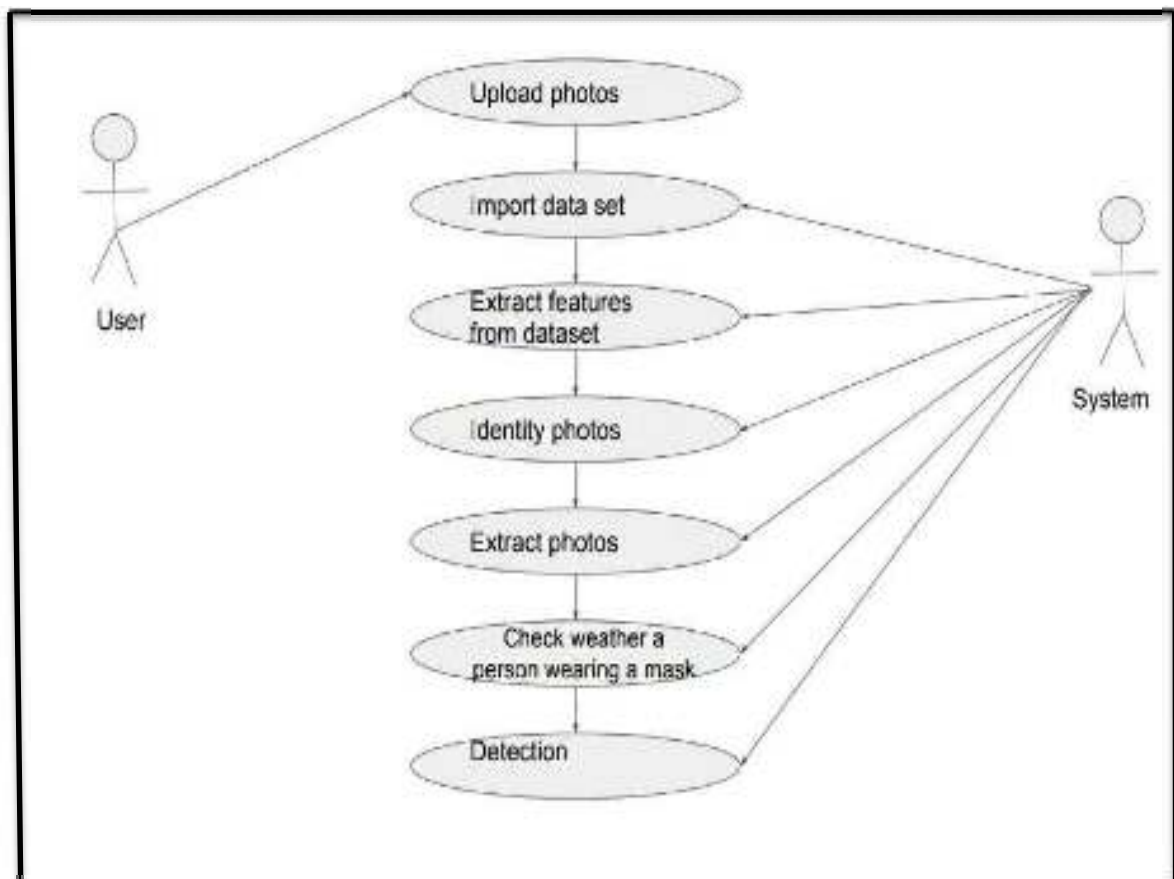 Upload photos
Import data set
User
Extract features
from dataset
System
Identity photos
Extract photos
Check weather a
person wearing a mask
Detection